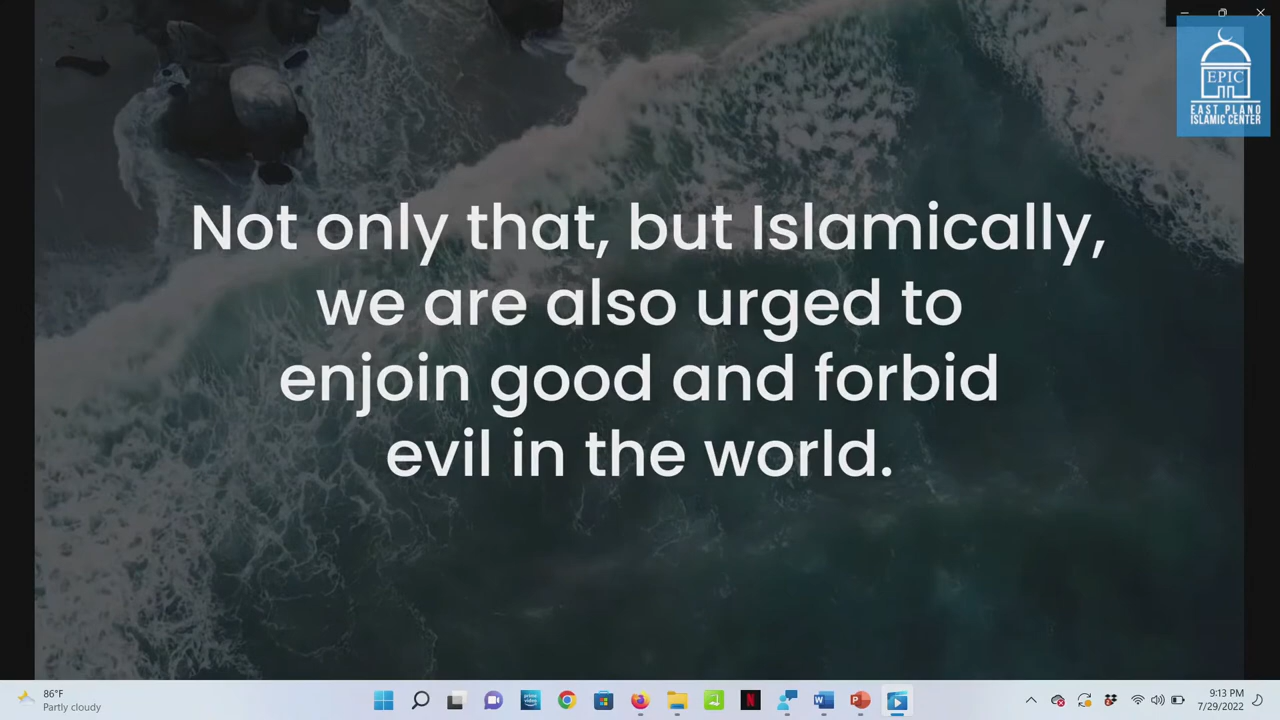 EPIC
EAST PLANO
ISLAMIC CENTER
Not only that, but Islamically,
we are also urged to
enjoin good and forbid
evil in the world.
86°F
Partly cloudy
9:13 PM
7/29/2022